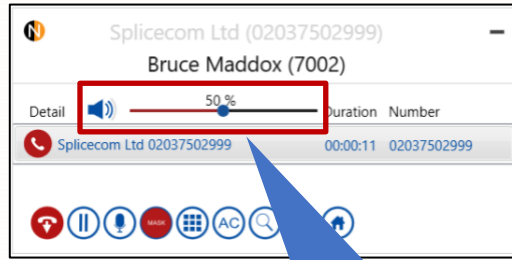 Splicecom Ltd (02037502999)
Bruce Maddox (7002)
50 %
Detail Duration Number
Splicecom Ltd 02037502999 00:00:11 02037502999
MASK AC